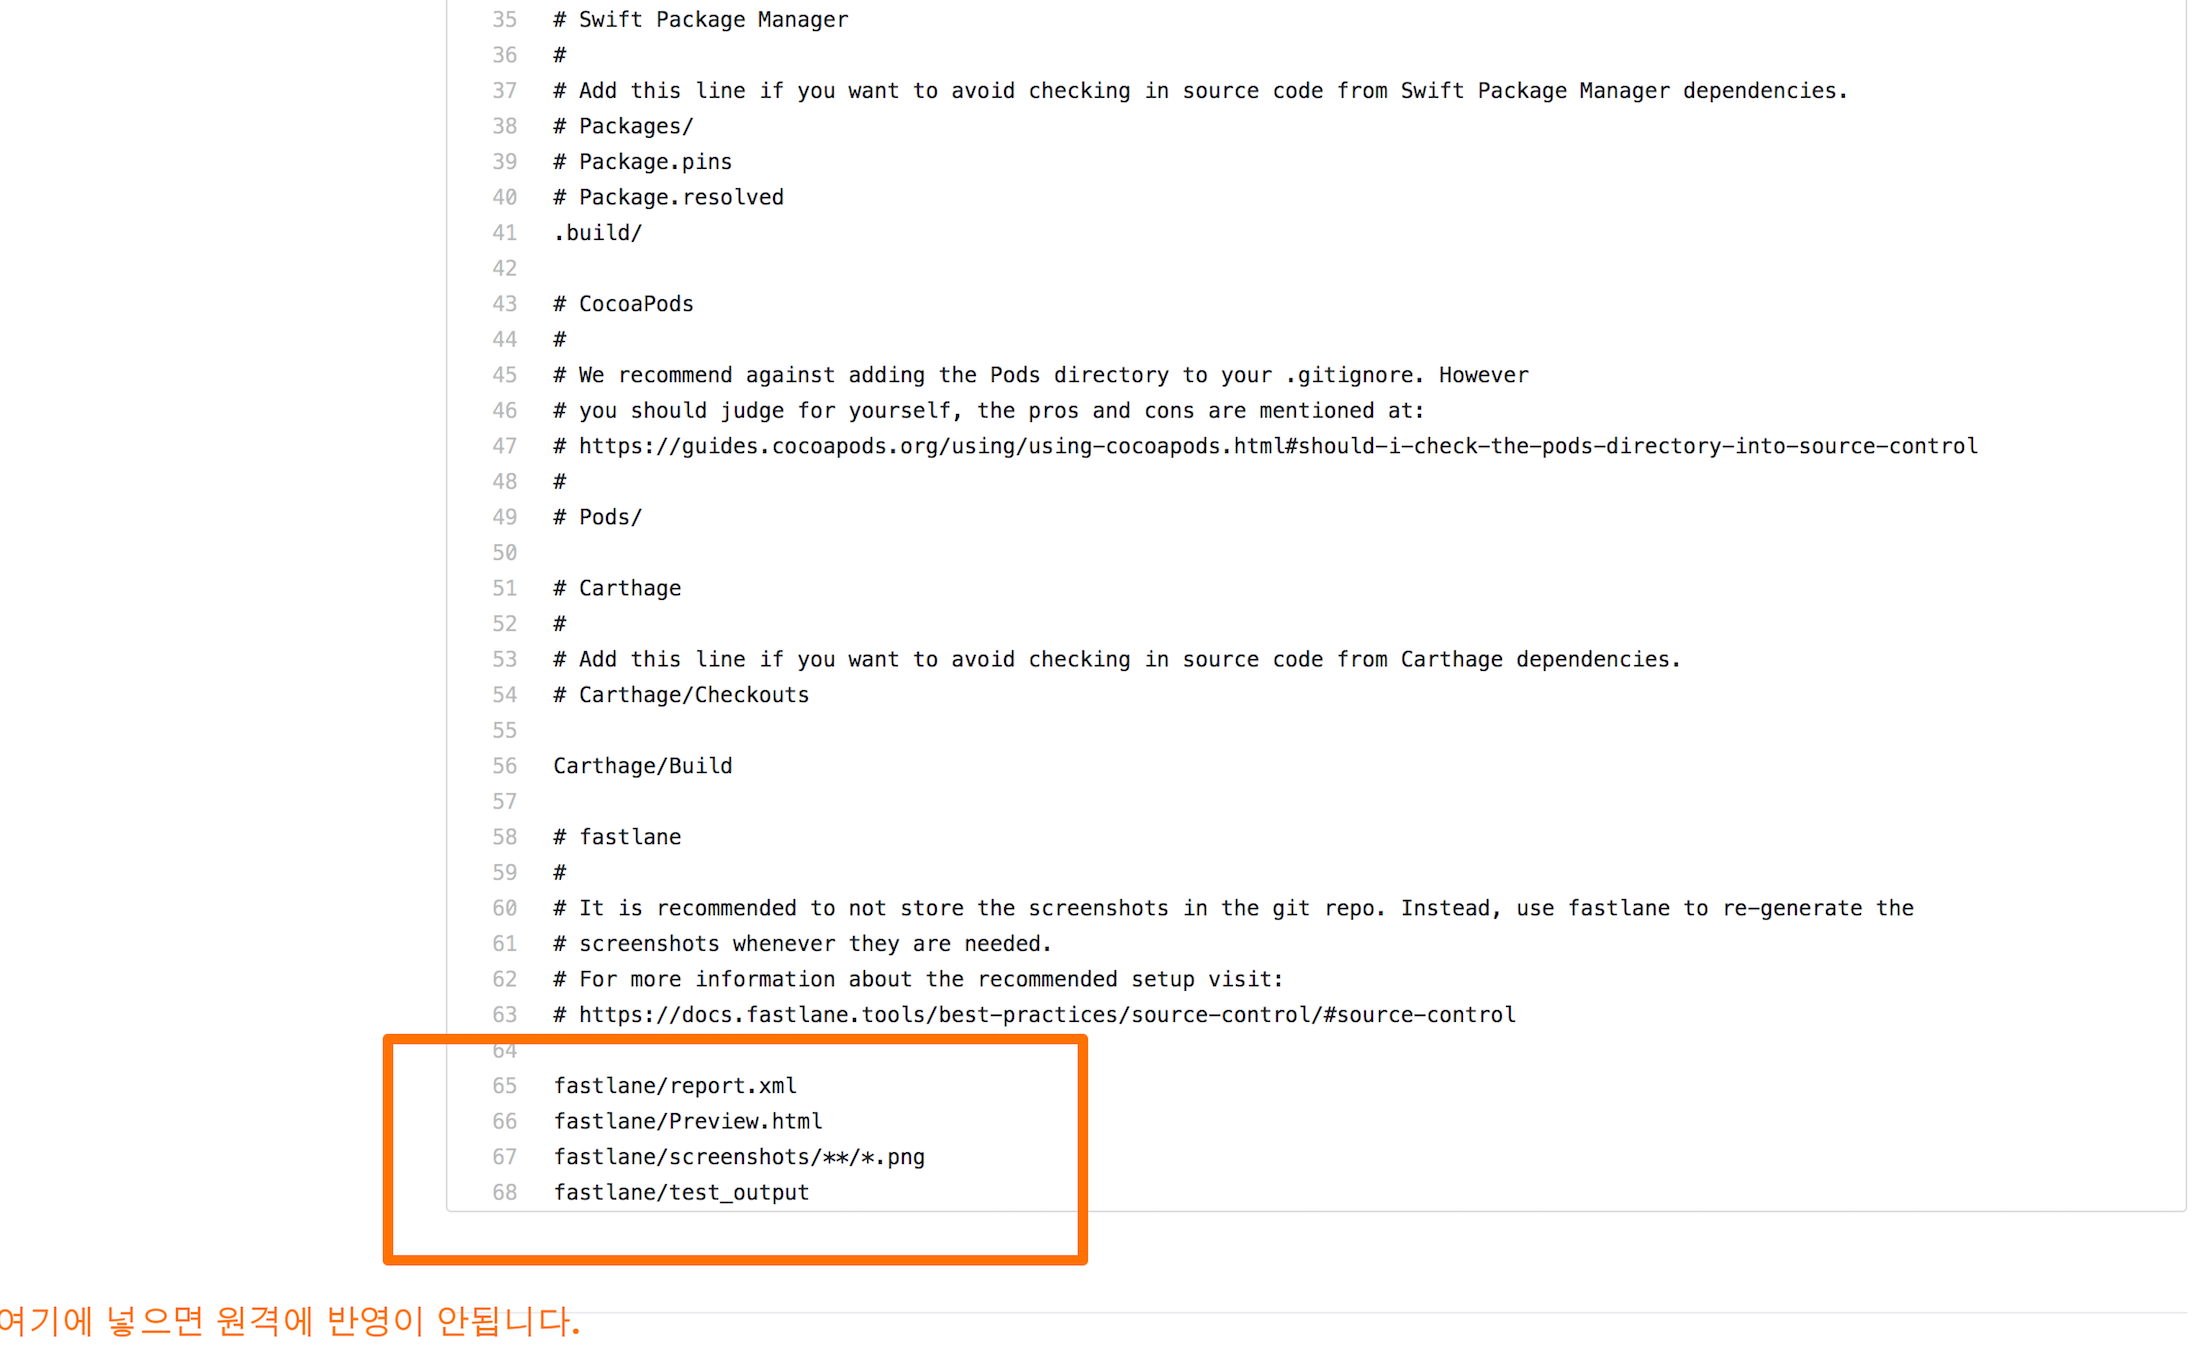 35 # Swift Package Manager
36 #
37 # Add this line if you want to avoid checking in source code from Swift Package Manager dependencies.
38 # Packages/
39 # Package.pins
40 # Package.resolved
41 .build/
42
43 # CocoaPods
44 #
45 # We recommend against adding the Pods directory to your .gitignore. However
46 # you should judge for yourself, the pros and cons are mentioned at:
47 # https://guides.cocoapods.org/using/using-cocoapods.html#should-i-check-the-pods-directory-into-source-control
48 #
49 # Pods/
50
51 # Carthage
52 #
53 # Add this line if you want to avoid checking in source code from Carthage dependencies.
54 # Carthage/Checkouts
55
56 Carthage/Build
57
58 # fastlane
59 #
60 # It is recommended to not store the screenshots in the git repo. Instead, use fastlane to re-generate the
61 # screenshots whenever they are needed.
62 # For more information about the recommended setup visit:
63 # https://docs.fastlane.tools/best-practices/source-control/#source-control
64
65 fastlane/report.xml
66 fastlane/Preview.html
67 fastlane/screenshots/**/*.png
68 fastlane/test_output
여기에 넣으면 원격에 반영이 안됩니다.